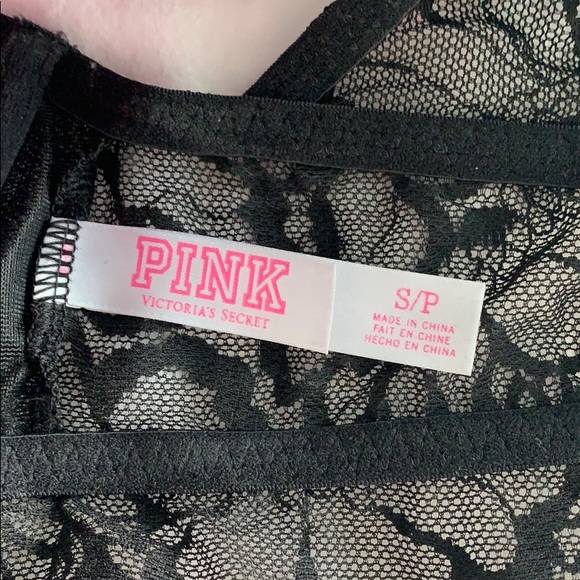 PINK
VICTORIA'S SECRET
S/P
MADE IN CHINA
FAIT EN CHINE
HECHO EN CHINA